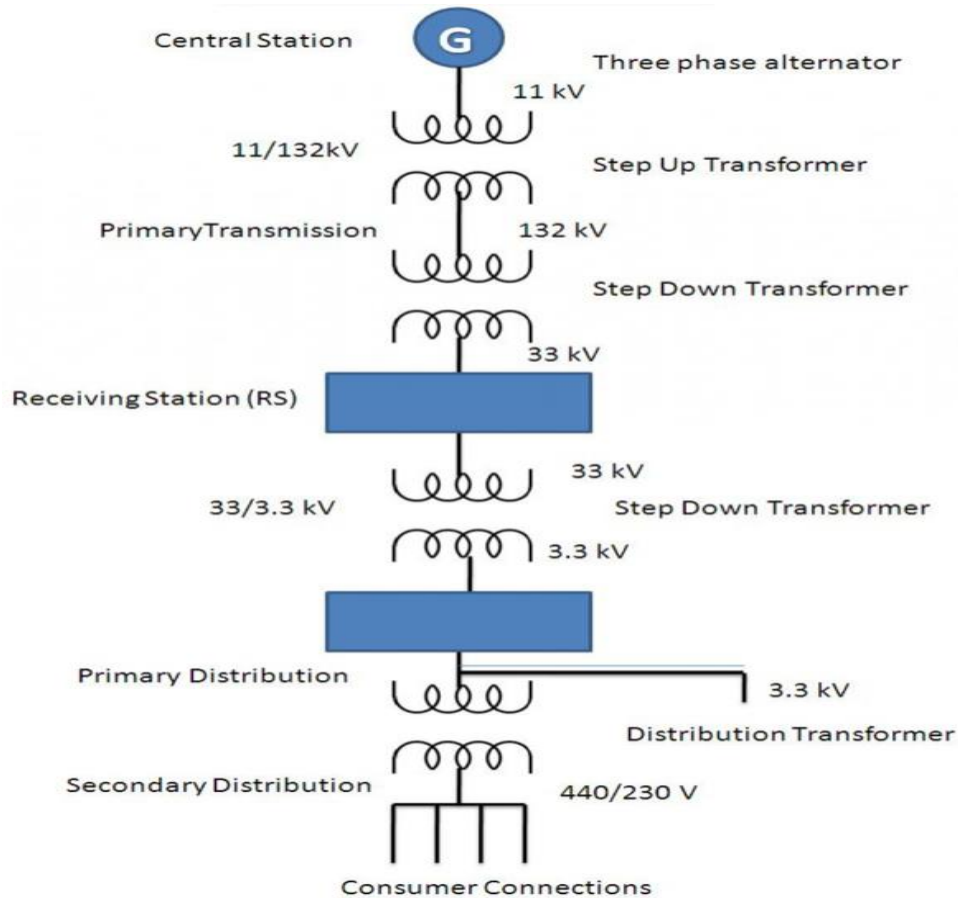 Central Station
G
Three phase alternator
11 kV
11/132kV
Step Up Transformer
PrimaryTransmission
132 kV
Step Down Transformer
33 kV
Receiving Station (RS)
33 kV
33/3.3 kV
Step Down Transformer
3.3 kV
Primary Distribution
3.3 kV
Distribution Transformer
Secondary Distribution
440/230 V
Consumer Connections